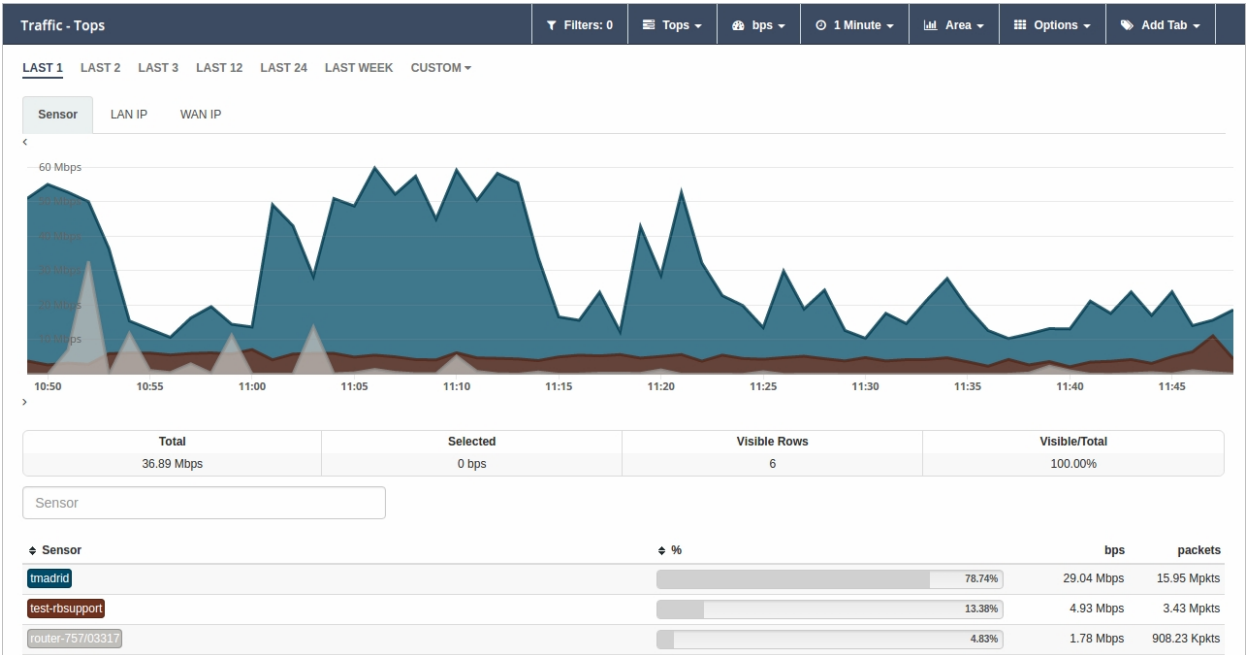 Traffic - Tops Filters: 0 Tops bps 1 Minute Area Options Add Tab
LAST 1 LAST 2 LAST 3 LAST 12 LAST 24 LAST WEEK CUSTOM
Sensor LAN IP WAN IP
60 Mbps
10:50 10:55 11:00 11:05 11:10 11:15 11:20 11:25 11:30 11:35 11:40 11:45
Total Selected Visible Rows Visible/Total
36.89 Mbps 0 bps 6 100.00%
Sensor
Sensor % bps packets
tmadrid 78.74% 29.04 Mbps 15.95 Mpkts
test-rbsupport 13.38% 4.93 Mbps 3.43 Mpkts
router-757/03317 4.83% 1.78 Mbps 908.23 Kpkts